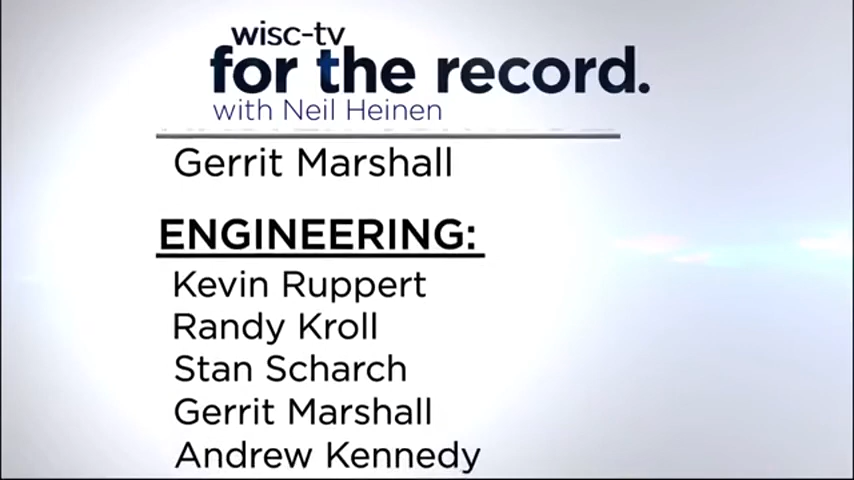 wisc-tv
for the record.
with Neil Heinen
Gerrit Marshall
ENGINEERING:
Kevin Ruppert
Randy Kroll
Stan Scharch
Gerrit Marshall
Andrew Kennedy